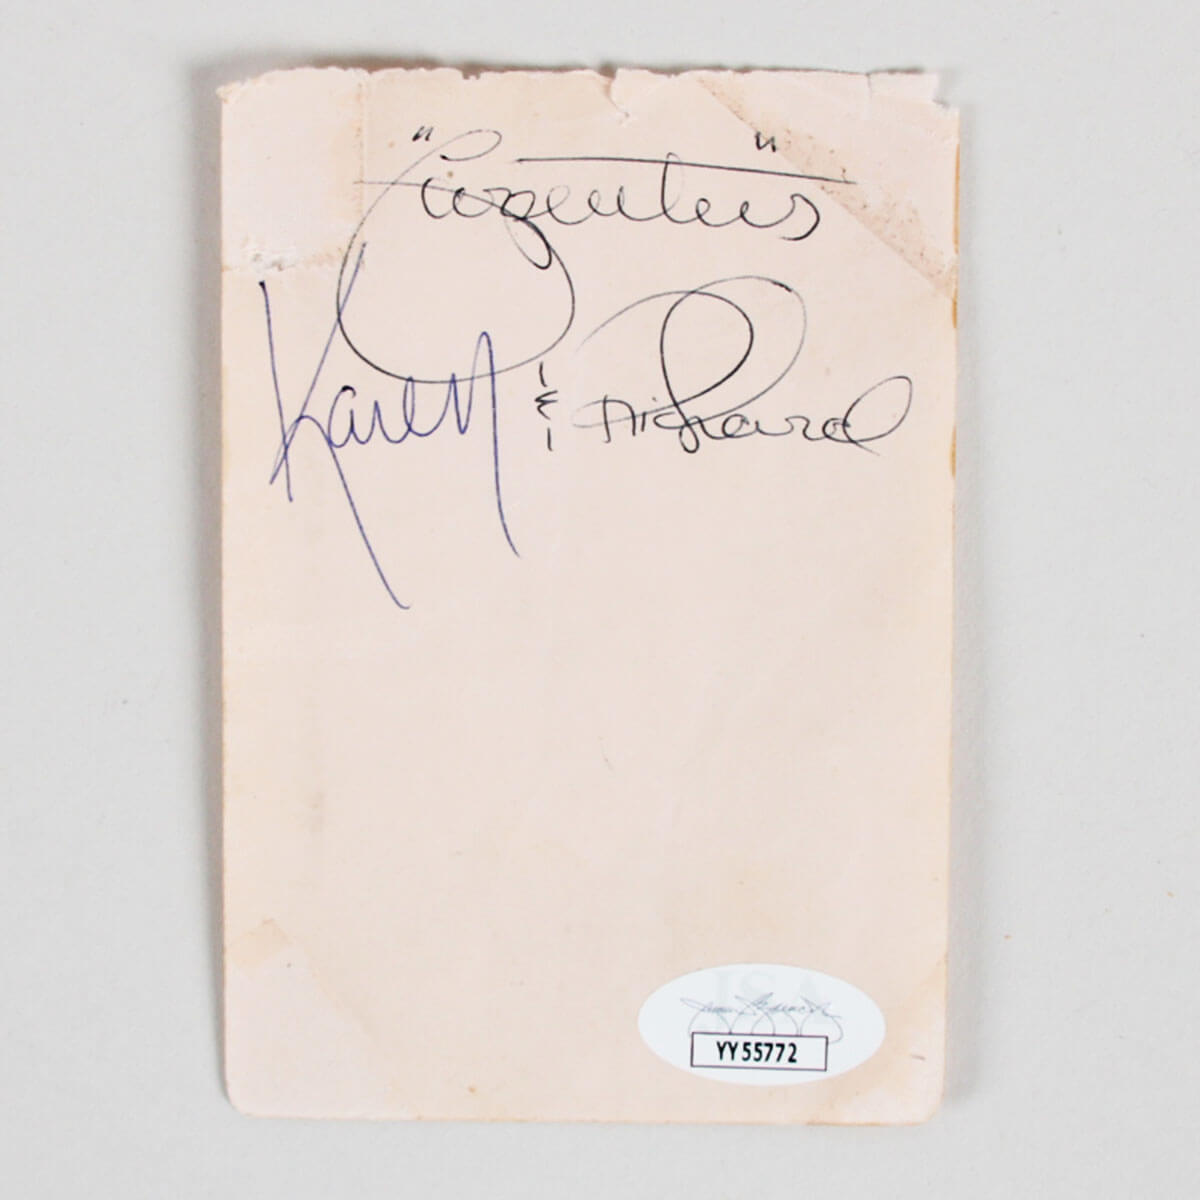 "Carpenters"
Karen & Richard
YY55772